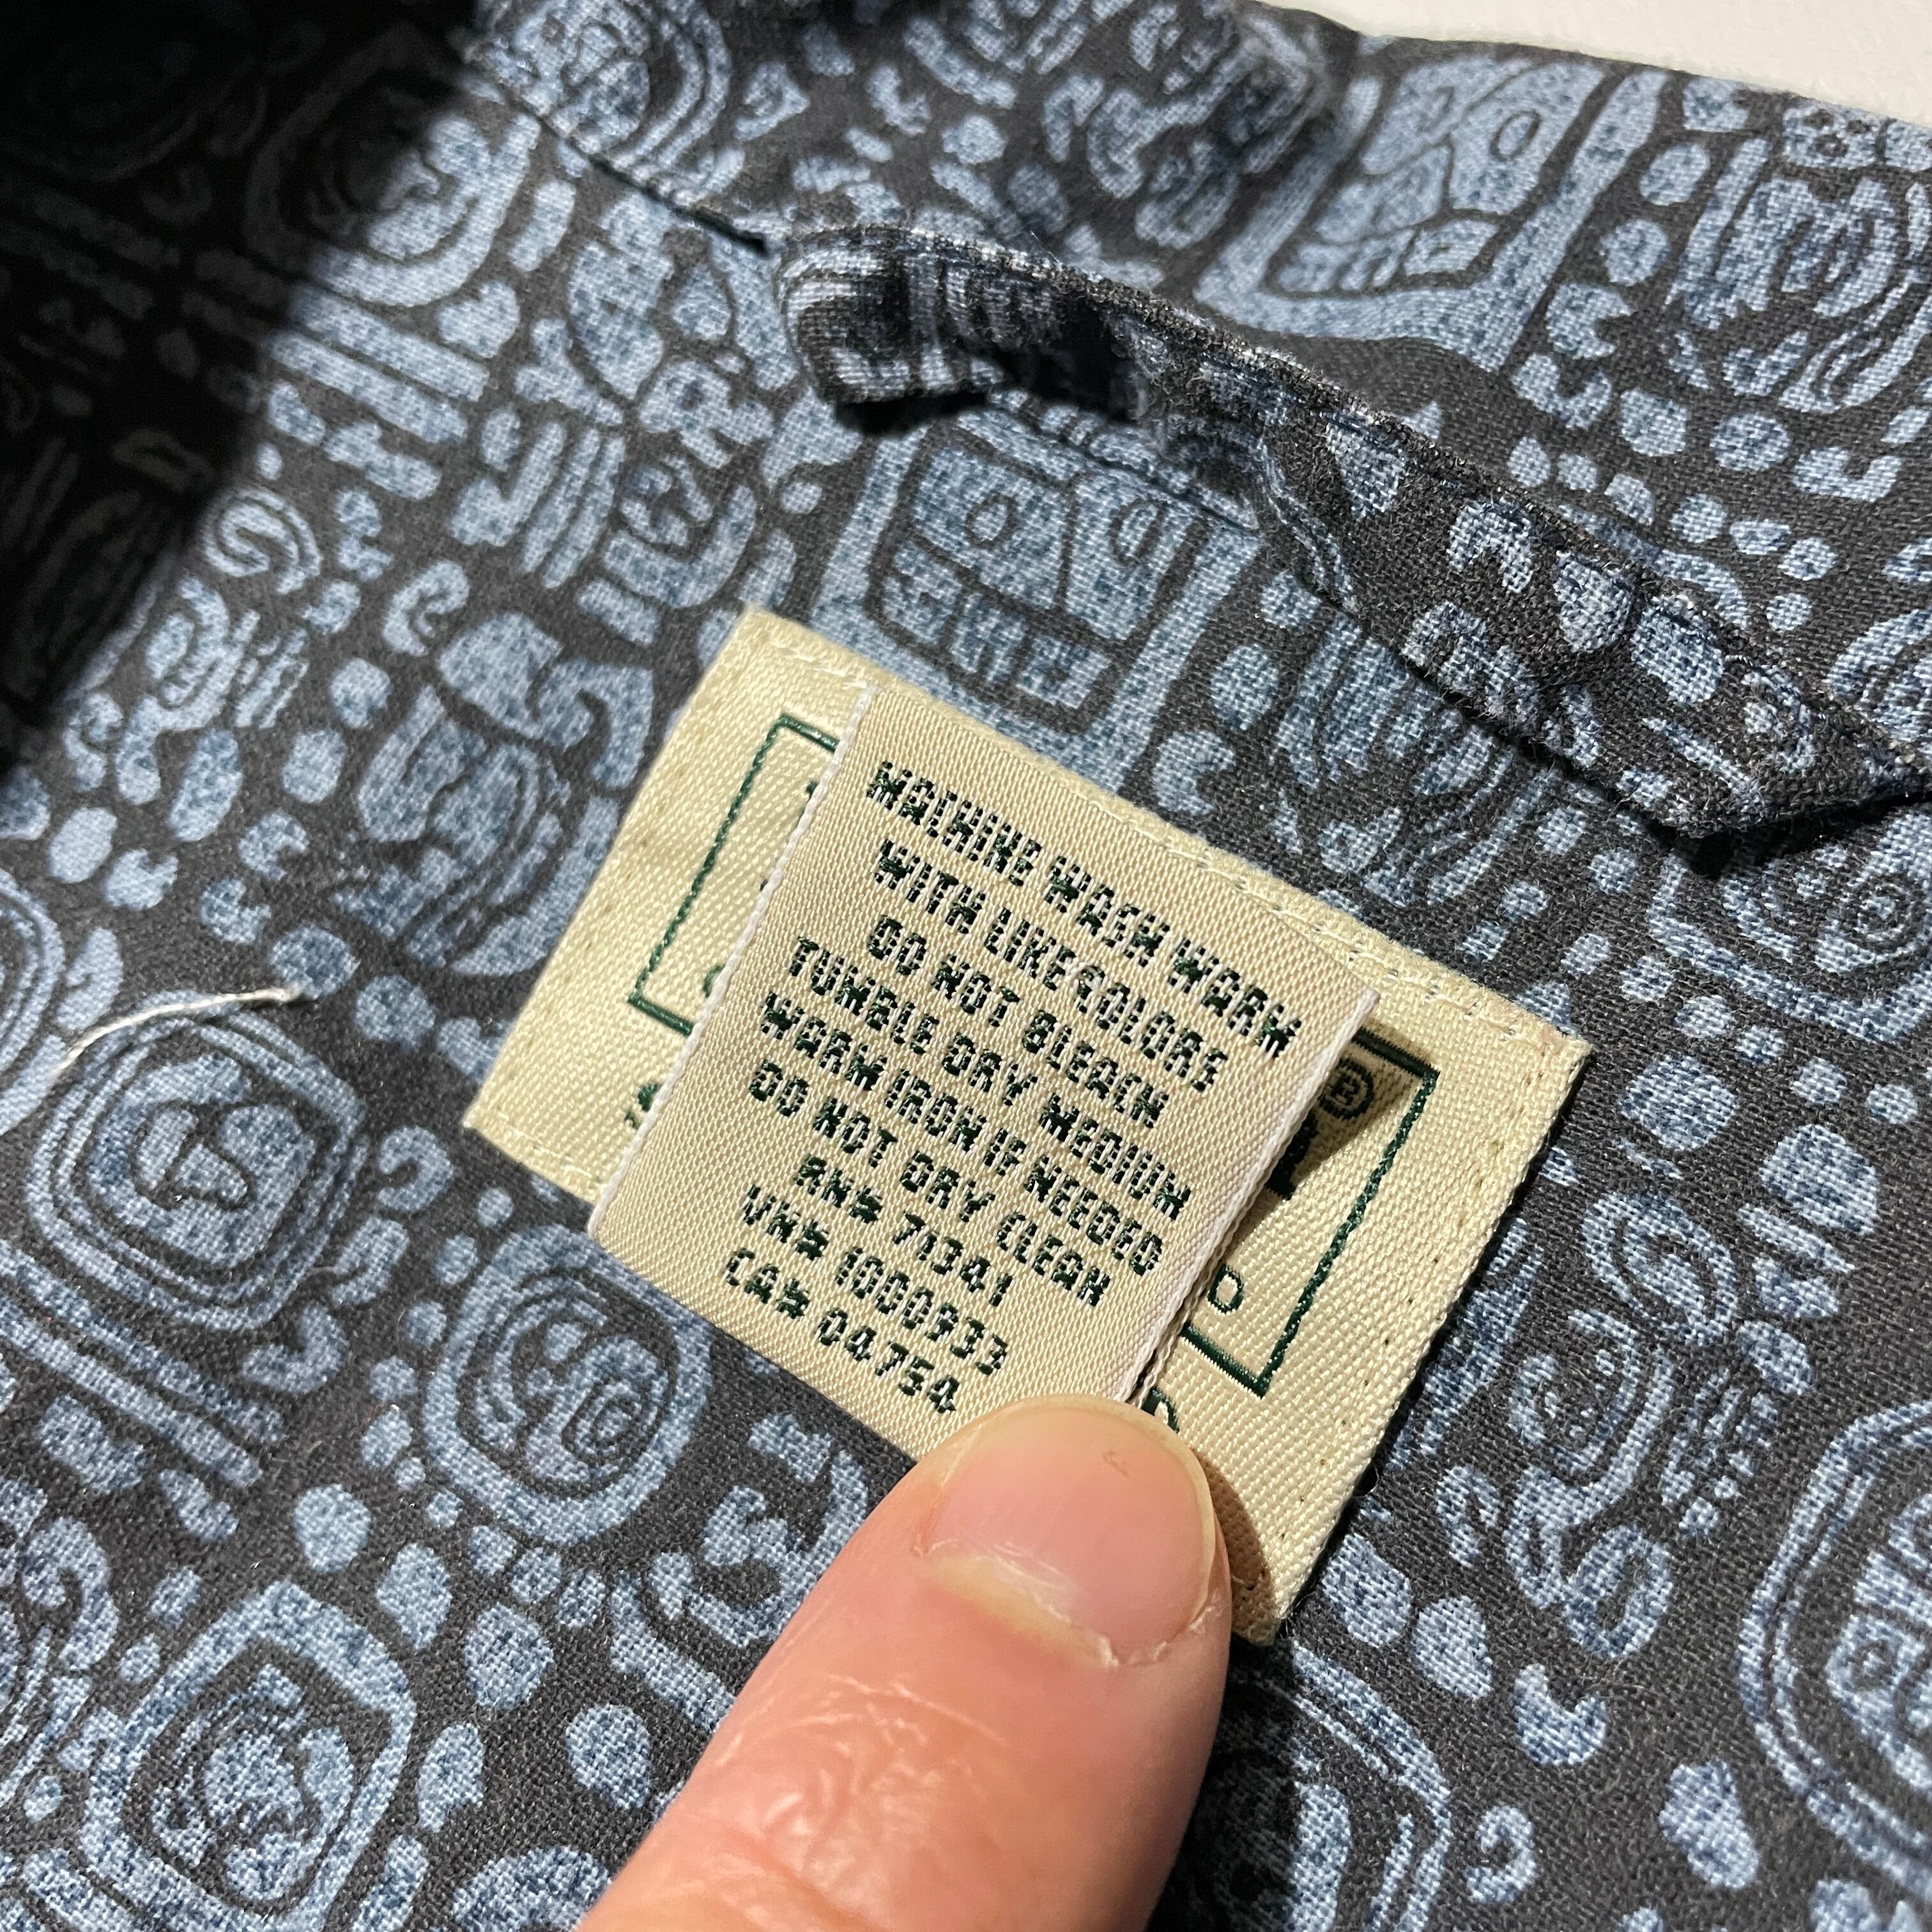 MACHINE WASH WARM
WITH LIKE COLORS
DO NOT BLEACH
TUMBLE DRY MEDIUM
WARM IRON IF NEEDED
DO NOT DRY CLEAN
RN# 71341
VN# 1000933
CA# 04754
®